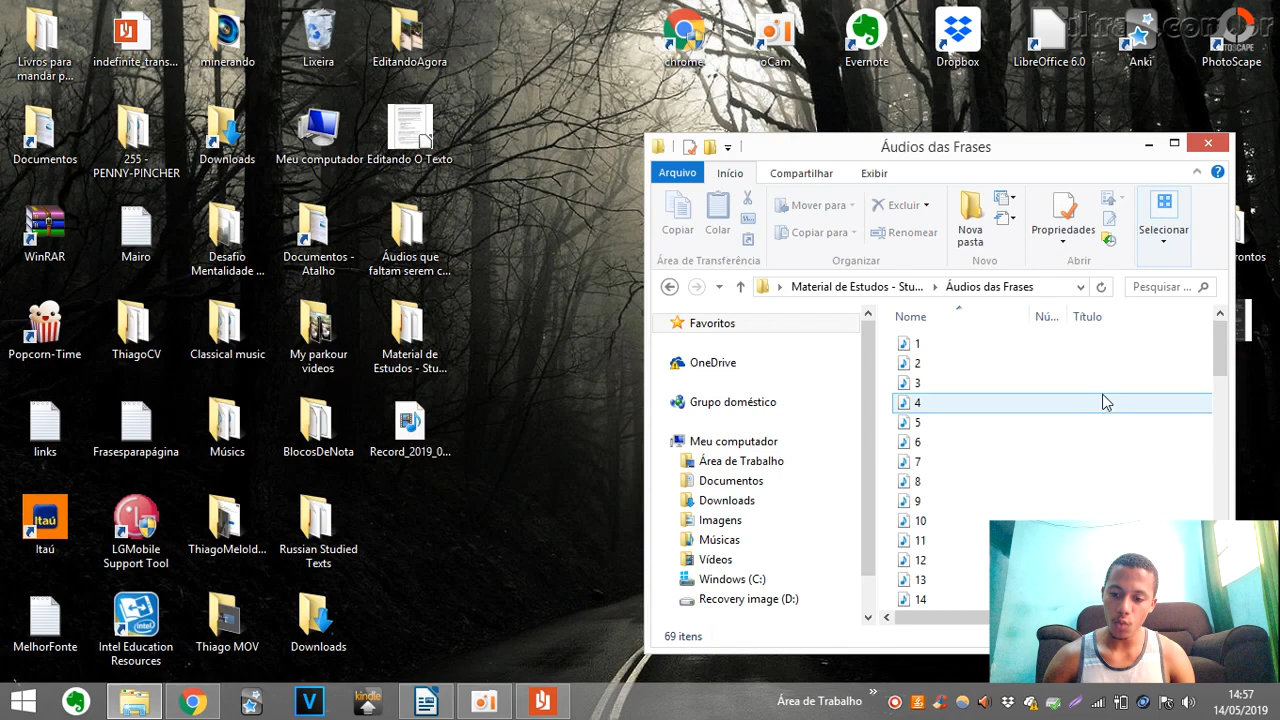 Livros para
mandar p...
indefinite_trans...
minerando
Lixeira
EditandoAgora
chrome
oCam
Evernote
Dropbox
LibreOffice 6.0
Anki
PhotoScape
Documentos
255 -
PENNY-PINCHER
Downloads
Meu computador
Editando O Texto
WinRAR
Mairo
Desafio
Mentalidade ...
Documentos -
Atalho
Áudios que
faltam serem c...
Popcorn-Time
ThiagoCV
Classical music
My parkour
videos
Material de
Estudos - Stu...
links
Frasesparapágina
Músics
BlocosDeNota
Record_2019_0...
Itaú
Itaú
LGMobile
Support Tool
ThiagoMelold...
Russian Studied
Texts
MelhorFonte
Intel Education
Resources
Thiago MOV
Downloads
Áudios das Frases
Arquivo
Início
Compartilhar
Exibir
Copiar
Colar
Mover para
Copiar para
Excluir
Renomear
Nova
pasta
Propriedades
Selecionar
Área de Transferência
Organizar
Novo
Abrir
Material de Estudos - Stu...
Áudios das Frases
Pesquisar ...
Favoritos
OneDrive
Grupo doméstico
Meu computador
Área de Trabalho
Documentos
Downloads
Imagens
Músicas
Vídeos
Windows (C:)
Recovery image (D:)
Nome
Nú...
Título
1
2
3
4
5
6
7
8
9
10
11
12
13
14
69 itens
kindle
Área de Trabalho
14:57
14/05/2019